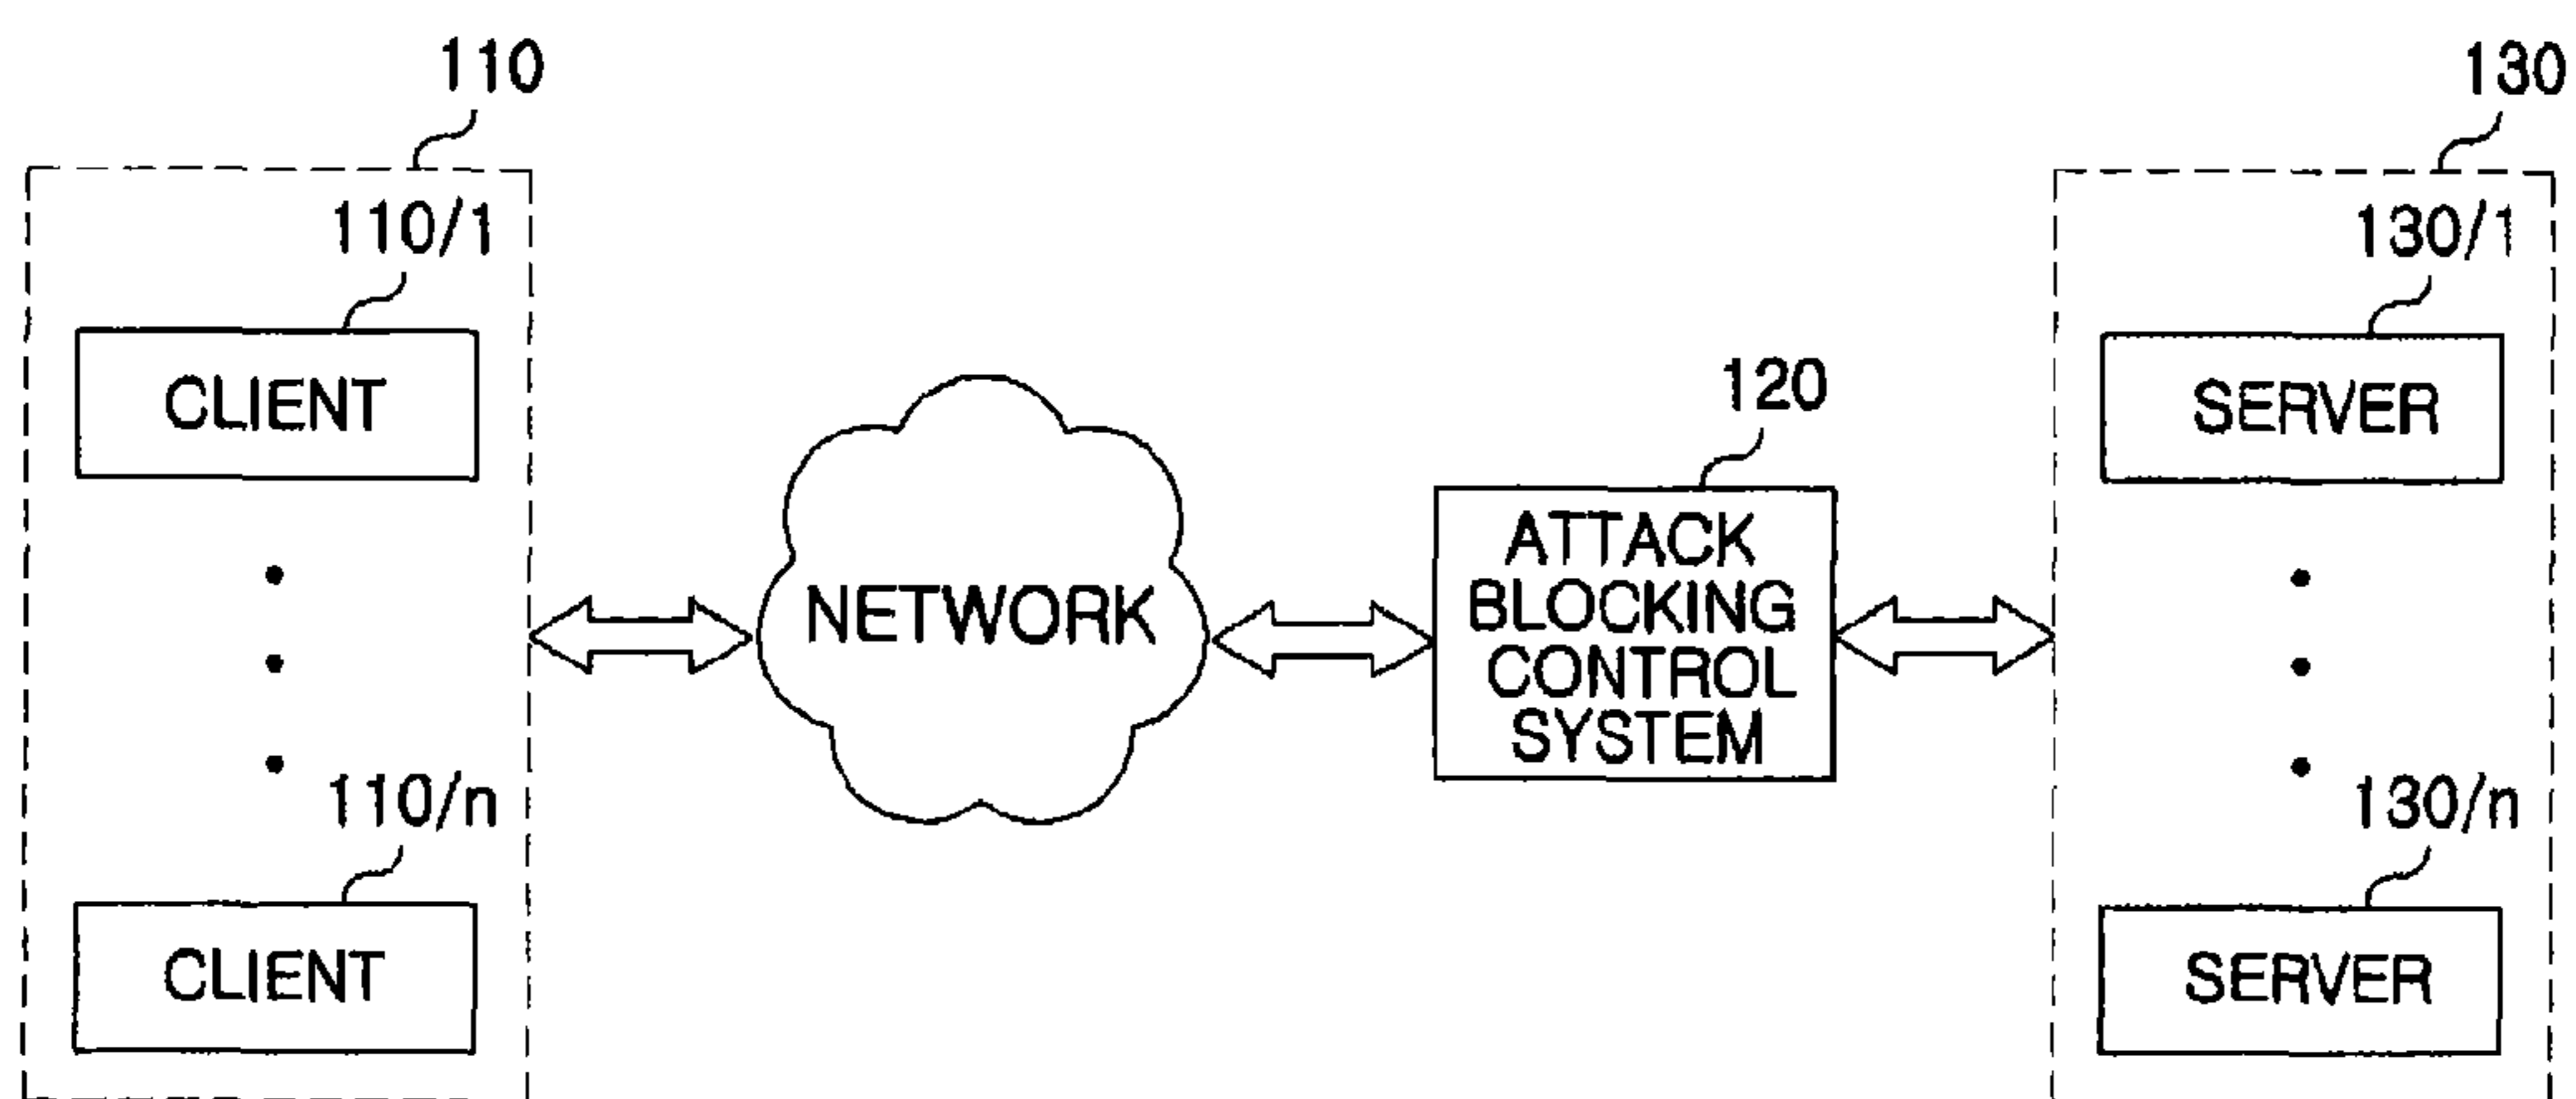 110
130
110/1
130/1
CLIENT
SERVER
120
NETWORK
ATTACK
BLOCKING
CONTROL
SYSTEM
110/n
130/n
CLIENT
SERVER